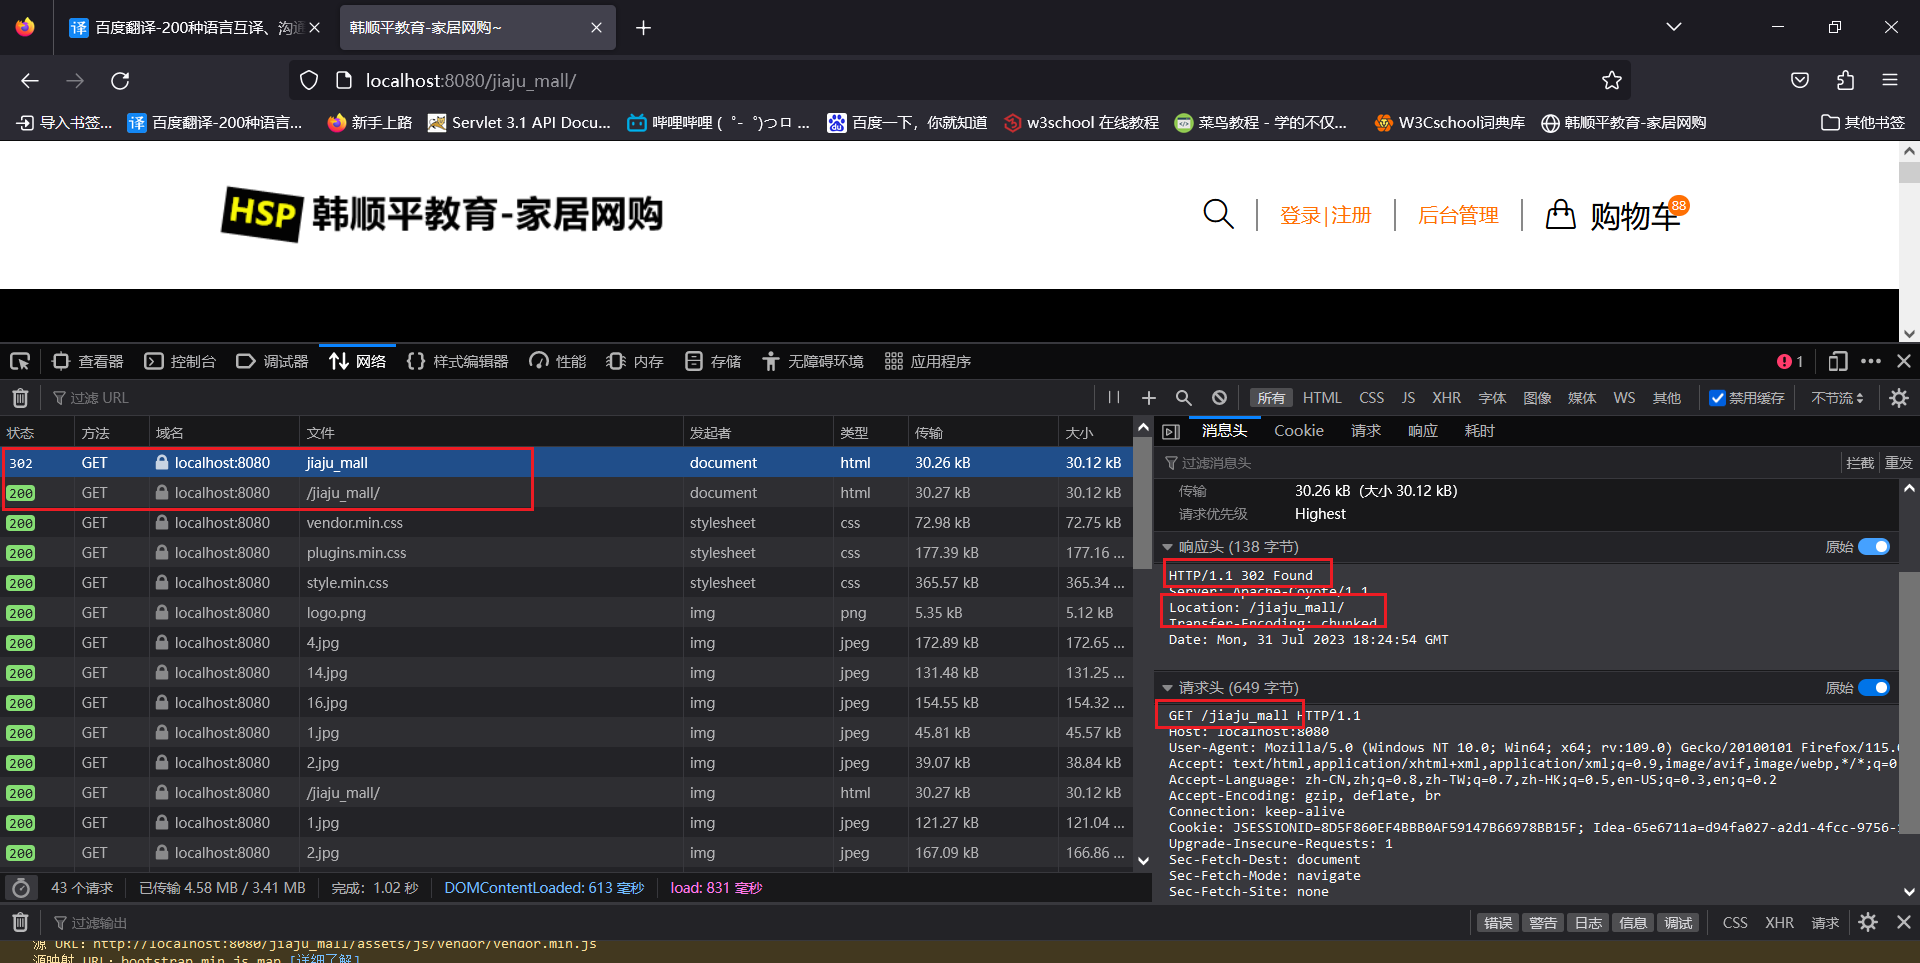 百度翻译-200种语言互译、沟通
韩顺平教育-家居网购~
localhost:8080/jiaju_mall/
导入书签...
百度翻译-200种语言...
新手上路
Servlet 3.1 API Docu...
哔哩哔哩 (゜-゜)つロ ...
百度一下，你就知道
w3school 在线教程
菜鸟教程 - 学的不仅...
W3Cschool词典库
韩顺平教育-家居网购
其他书签
HSP 韩顺平教育-家居网购
登录|注册
后台管理
购物车 88
查看器 控制台 调试器 网络 样式编辑器 性能 内存 存储 无障碍环境 应用程序 1
过滤 URL
所有 HTML CSS JS XHR 字体 图像 媒体 WS 其他 禁用缓存 不节流
状态 方法 域名 文件 发起者 类型 传输 大小
302 GET localhost:8080 jiaju_mall document html 30.26 kB 30.12 kB
200 GET localhost:8080 /jiaju_mall/ document html 30.27 kB 30.12 kB
200 GET localhost:8080 vendor.min.css stylesheet css 72.98 kB 72.75 kB
200 GET localhost:8080 plugins.min.css stylesheet css 177.39 kB 177.16 ...
200 GET localhost:8080 style.min.css stylesheet css 365.57 kB 365.34 ...
200 GET localhost:8080 logo.png img png 5.35 kB 5.12 kB
200 GET localhost:8080 4.jpg img jpeg 172.89 kB 172.65 ...
200 GET localhost:8080 14.jpg img jpeg 131.48 kB 131.25 ...
200 GET localhost:8080 16.jpg img jpeg 154.55 kB 154.32 ...
200 GET localhost:8080 1.jpg img jpeg 45.81 kB 45.57 kB
200 GET localhost:8080 2.jpg img jpeg 39.07 kB 38.84 kB
200 GET localhost:8080 /jiaju_mall/ img html 30.27 kB 30.12 kB
200 GET localhost:8080 1.jpg img jpeg 121.27 kB 121.04 ...
200 GET localhost:8080 2.jpg img jpeg 167.09 kB 166.86 ...
43 个请求 已传输 4.58 MB / 3.41 MB 完成：1.02 秒 DOMContentLoaded: 613 毫秒 load: 831 毫秒
消息头 Cookie 请求 响应 耗时
过滤消息头 拦截 重发
传输 30.26 kB (大小 30.12 kB)
请求优先级 Highest
响应头 (138 字节) 原始
HTTP/1.1 302 Found
Server: Apache-Coyote/1.1
Location: /jiaju_mall/
Transfer-Encoding: chunked
Date: Mon, 31 Jul 2023 18:24:54 GMT
请求头 (649 字节) 原始
GET /jiaju_mall HTTP/1.1
Host: localhost:8080
User-Agent: Mozilla/5.0 (Windows NT 10.0; Win64; x64; rv:109.0) Gecko/20100101 Firefox/115.
Accept: text/html,application/xhtml+xml,application/xml;q=0.9,image/avif,image/webp,*/*;q=0
Accept-Language: zh-CN,zh;q=0.8,zh-TW;q=0.7,zh-HK;q=0.5,en-US;q=0.3,en;q=0.2
Accept-Encoding: gzip, deflate, br
Connection: keep-alive
Cookie: JSESSIONID=8D5F860EF4BBB0AF59147B66978BB15F; Idea-65e6711a=d94fa027-a2d1-4fcc-9756-
Upgrade-Insecure-Requests: 1
Sec-Fetch-Dest: document
Sec-Fetch-Mode: navigate
Sec-Fetch-Site: none
过滤输出 错误 警告 日志 信息 调试 CSS XHR 请求
源 URL：http://localhost:8080/jiaju_mall/assets/js/vendor/vendor.min.js
源映射 URL：bootstrap.min.js.map [详细了解]